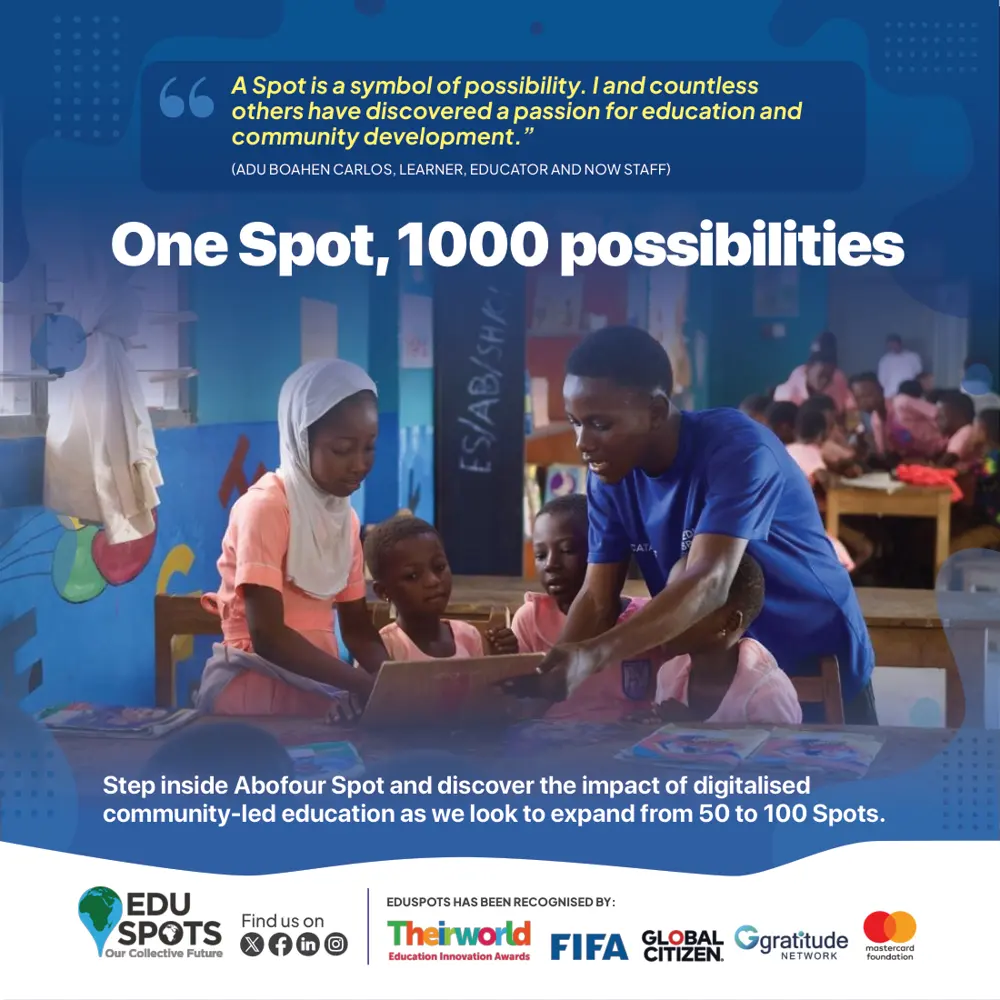 A Spot is a symbol of possibility. I and countless
others have discovered a passion for education and
community development.”
(ADU BOAHEN CARLOS, LEARNER, EDUCATOR AND NOW STAFF)
One Spot, 1000 possibilities
ES/AB/SHK
Step inside Abofour Spot and discover the impact of digitalised
community-led education as we look to expand from 50 to 100 Spots.
EDU
SPOTS
Our Collective Future
Find us on
EDUSPOTS HAS BEEN RECOGNISED BY:
Theirworld
Education Innovation Awards
FIFA
GLOBAL
CITIZEN.
gratitude
NETWORK
mastercard
foundation